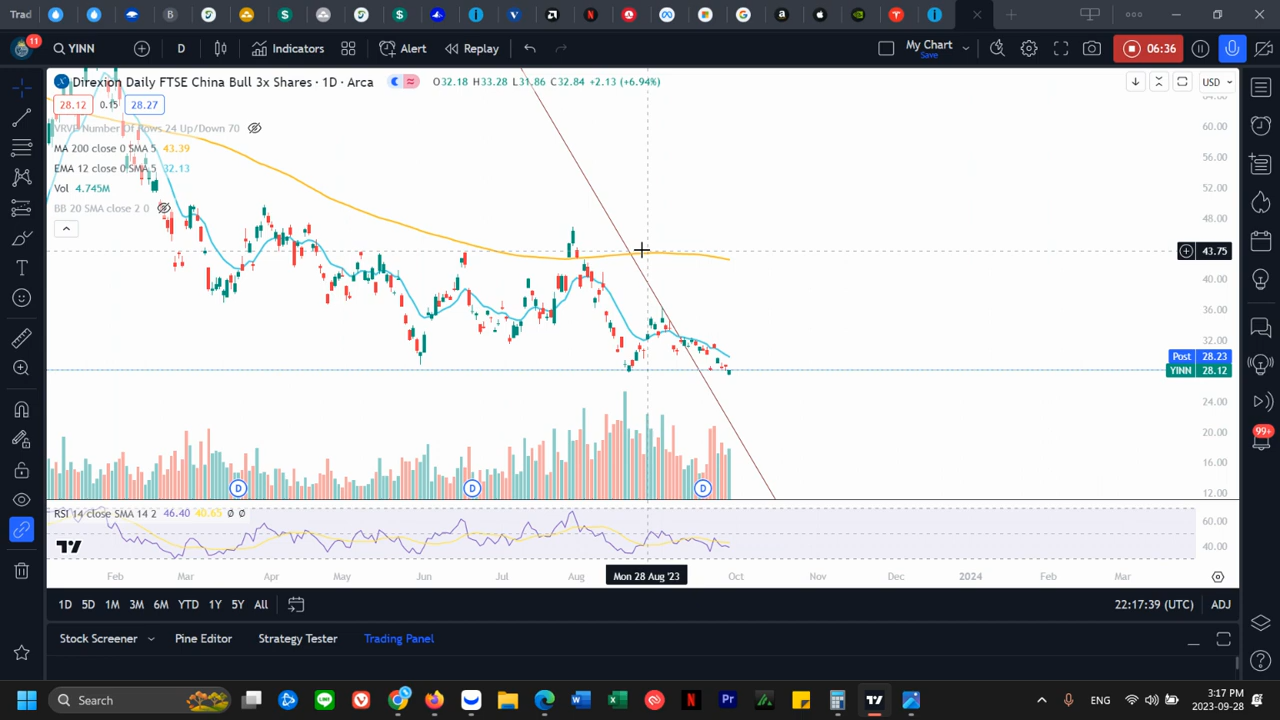 Trad
11
YINN
D
Indicators
Alert
Replay
My Chart
Save
06:36
Direxion Daily FTSE China Bull 3x Shares · 1D · Arca
O32.18 H33.28 L31.86 C32.84 +2.13 (+6.94%)
USD
28.12 0.15 28.27
VRVP Number Of Rows 24 Up/Down 70
MA 200 close 0 SMA 5 43.39
EMA 12 close 0 SMA 5 32.13
Vol 4.745M
BB 20 SMA close 2 0
64.00
60.00
56.00
52.00
48.00
43.75
40.00
36.00
32.00
Post 28.23
YINN 28.12
24.00
20.00
16.00
12.00
D D D
RSI 14 close SMA 14 2 46.40 40.65 Ø Ø
60.00
40.00
99+
Feb Mar Apr May Jun Jul Aug Mon 28 Aug '23 Oct Nov Dec 2024 Feb Mar
1D 5D 1M 3M 6M YTD 1Y 5Y All
22:17:39 (UTC) ADJ
Stock Screener Pine Editor Strategy Tester Trading Panel
Search
ENG
3:17 PM
2023-09-28